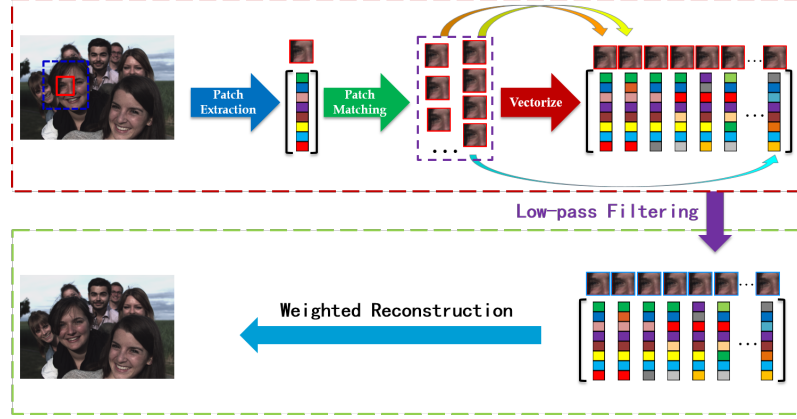 Patch
Extraction
Patch
Matching
...
Vectorize
...
...
Low-pass Filtering
Weighted Reconstruction
...
...